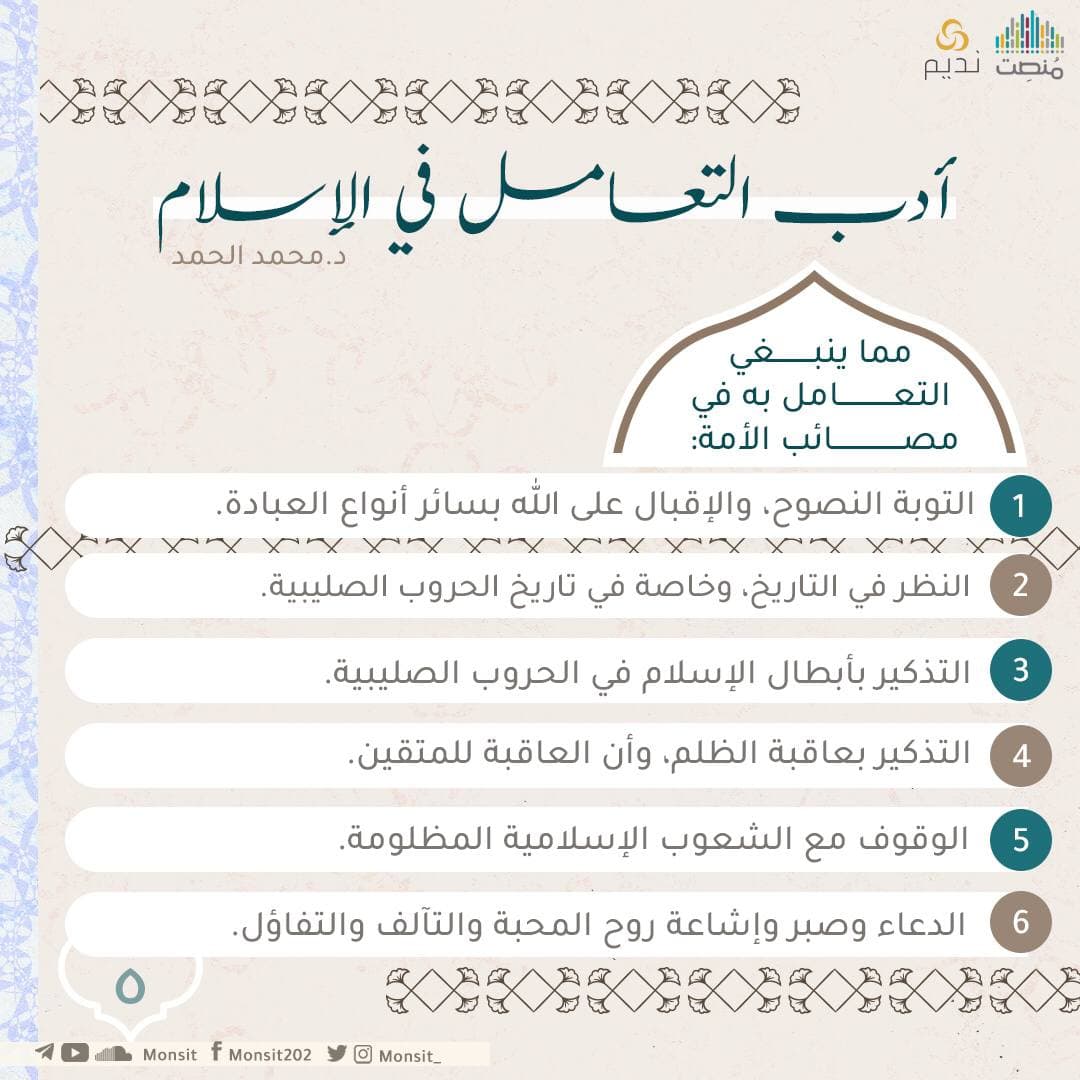 مُنصِت
نديم
أدب التعامل في الإسلام
د.محمد الحمد
مما ينبغي
التعامل به في
مصائب الأمة:
1 التوبة النصوح، والإقبال على الله بسائر أنواع العبادة.
2 النظر في التاريخ، وخاصة في تاريخ الحروب الصليبية.
3 التذكير بأبطال الإسلام في الحروب الصليبية.
4 التذكير بعاقبة الظلم، وأن العاقبة للمتقين.
5 الوقوف مع الشعوب الإسلامية المظلومة.
6 الدعاء وصبر وإشاعة روح المحبة والتآلف والتفاؤل.
٥
Monsit Monsit202 Monsit_